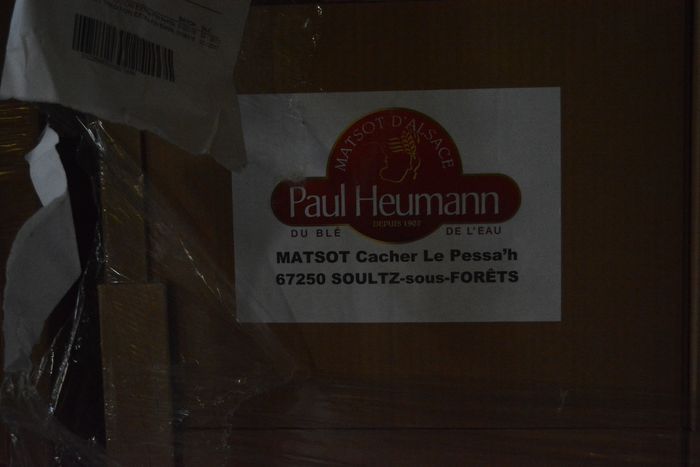 MATSOT D'ALSACE
Paul Heumann
DEPUIS 1907
DU BLÉ DE L'EAU
MATSOT Cacher Le Pessa'h
67250 SOULTZ-sous-FORÊTS